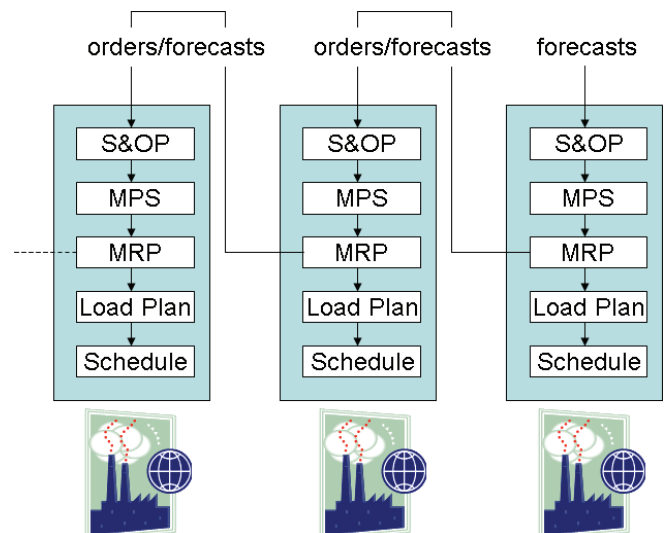 orders/forecasts
orders/forecasts
forecasts
S&OP
MPS
MRP
Load Plan
Schedule
S&OP
MPS
MRP
Load Plan
Schedule
S&OP
MPS
MRP
Load Plan
Schedule